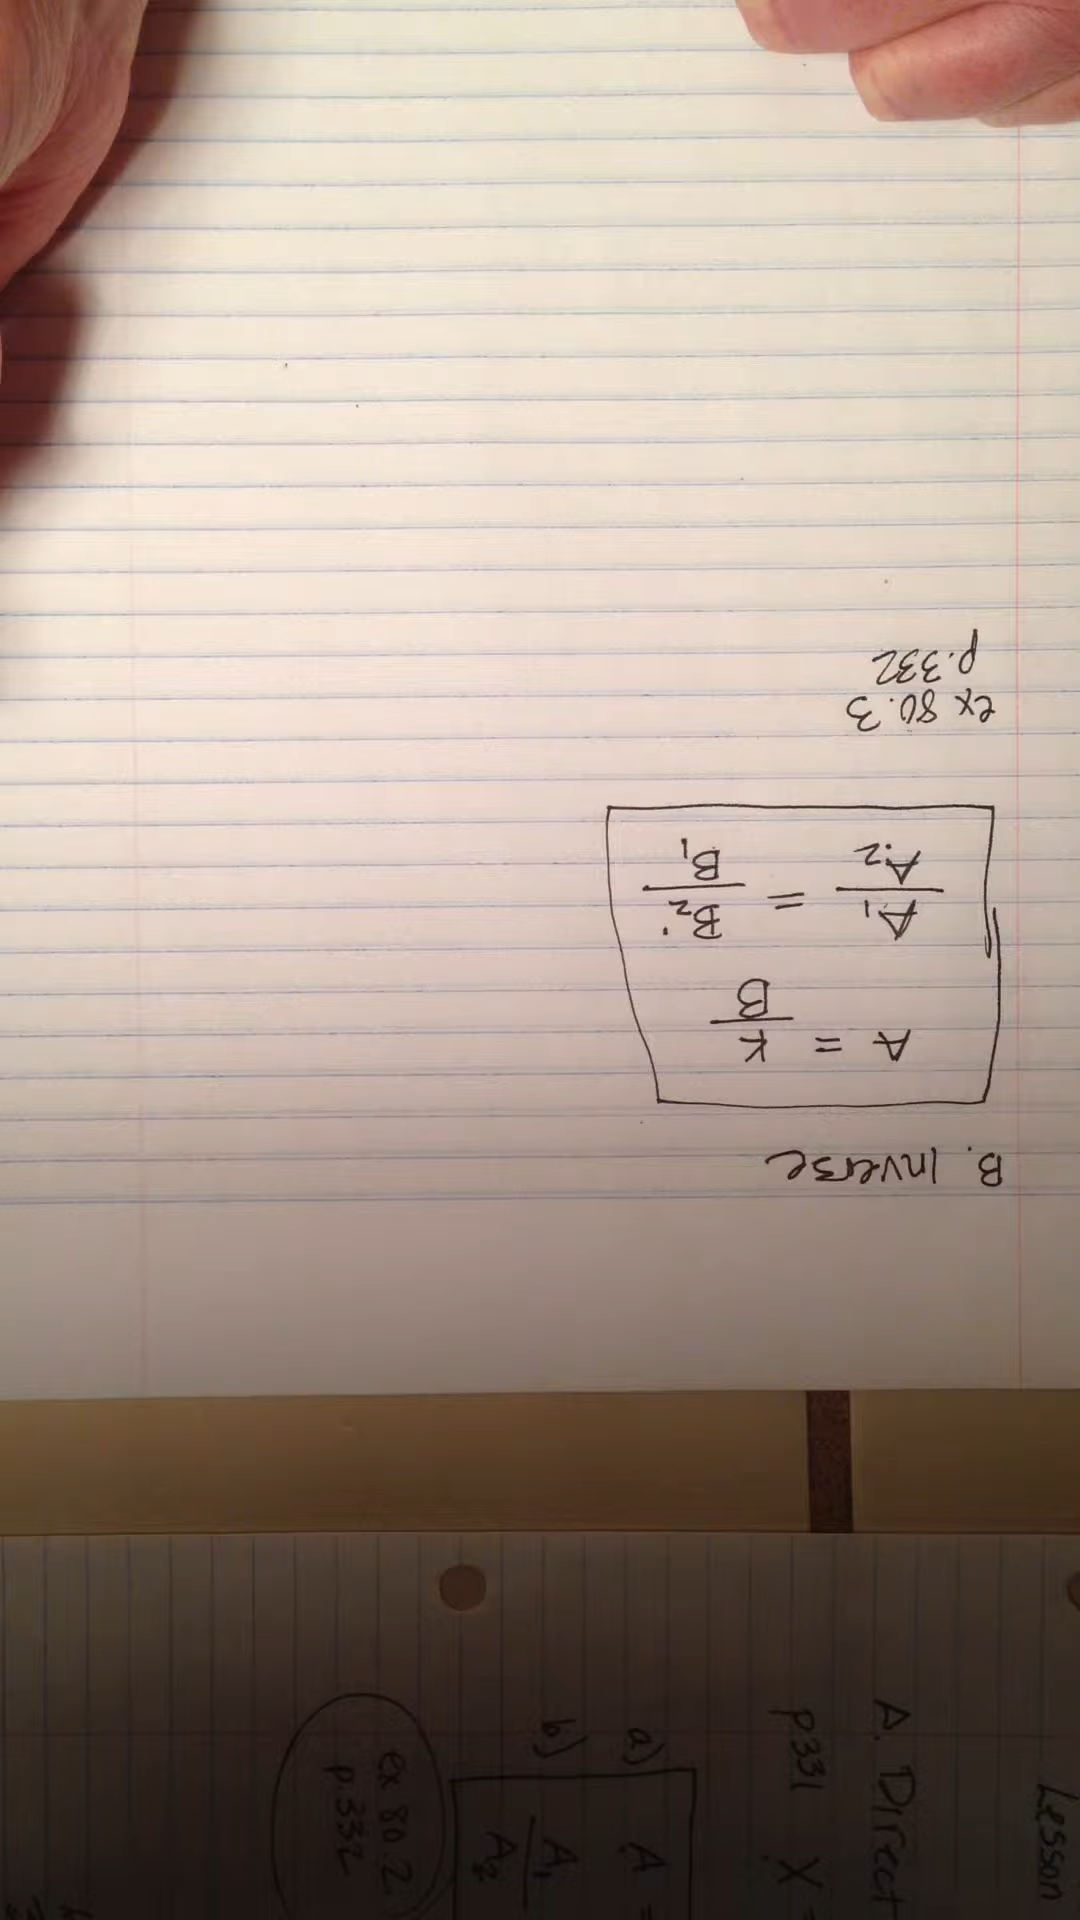 B. Inverse
A = k/B
A₁/A₂ = B₂/B₁
ex 80.3
p.332
Lesson
A. Direct
p331 X =
a) A =
b) A₁/A₂
ex 80.2
p.332